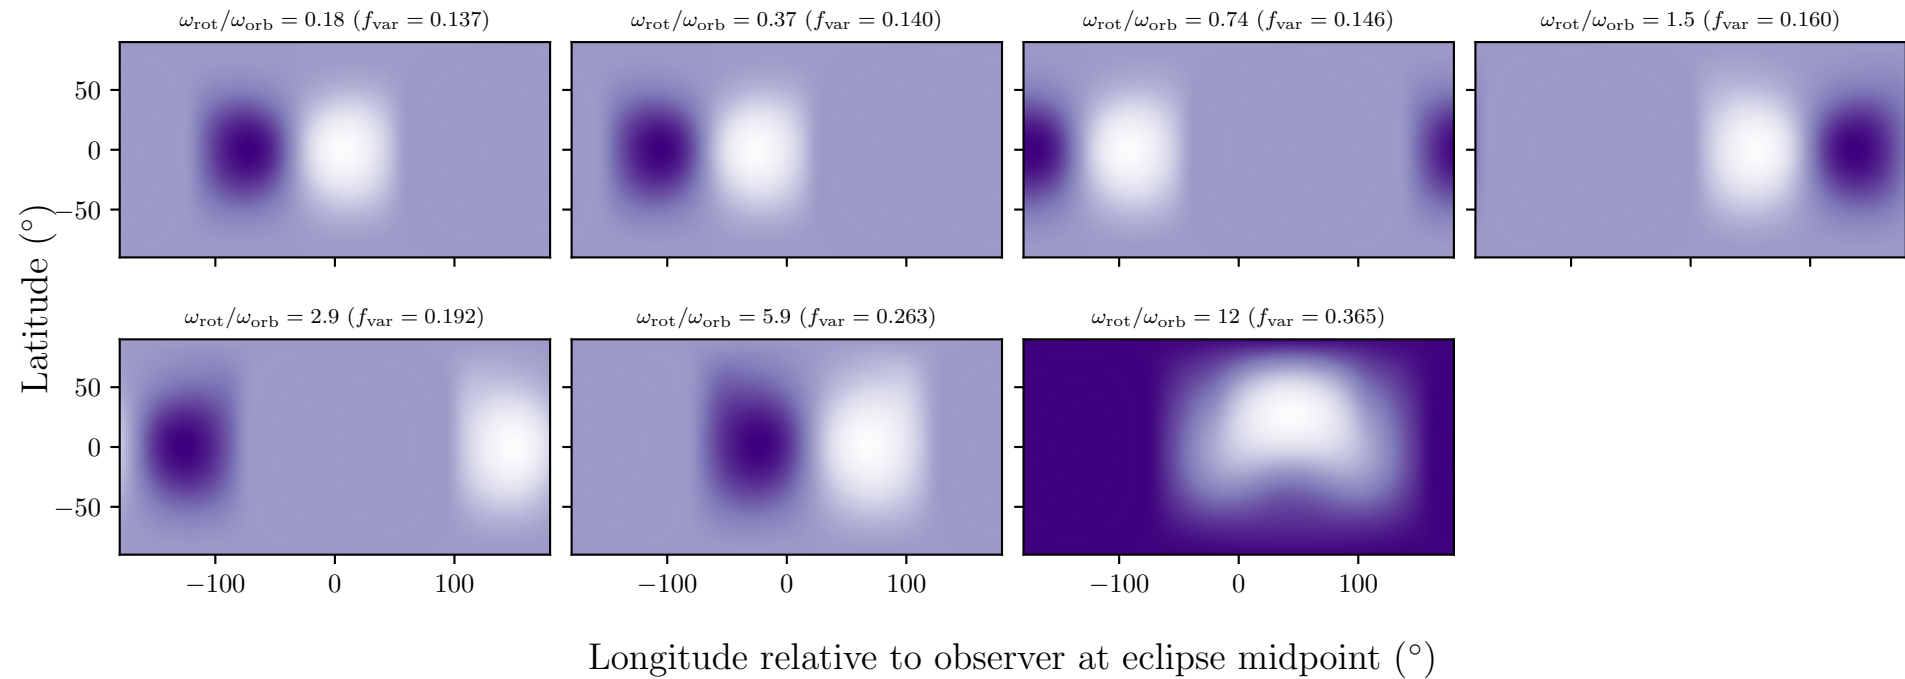 ω_rot/ω_orb = 0.18 (f_var = 0.137)
ω_rot/ω_orb = 0.37 (f_var = 0.140)
ω_rot/ω_orb = 0.74 (f_var = 0.146)
ω_rot/ω_orb = 1.5 (f_var = 0.160)
50
0
−50
ω_rot/ω_orb = 2.9 (f_var = 0.192)
ω_rot/ω_orb = 5.9 (f_var = 0.263)
ω_rot/ω_orb = 12 (f_var = 0.365)
50
0
−50
Latitude (°)
−100 0 100
−100 0 100
−100 0 100
Longitude relative to observer at eclipse midpoint (°)